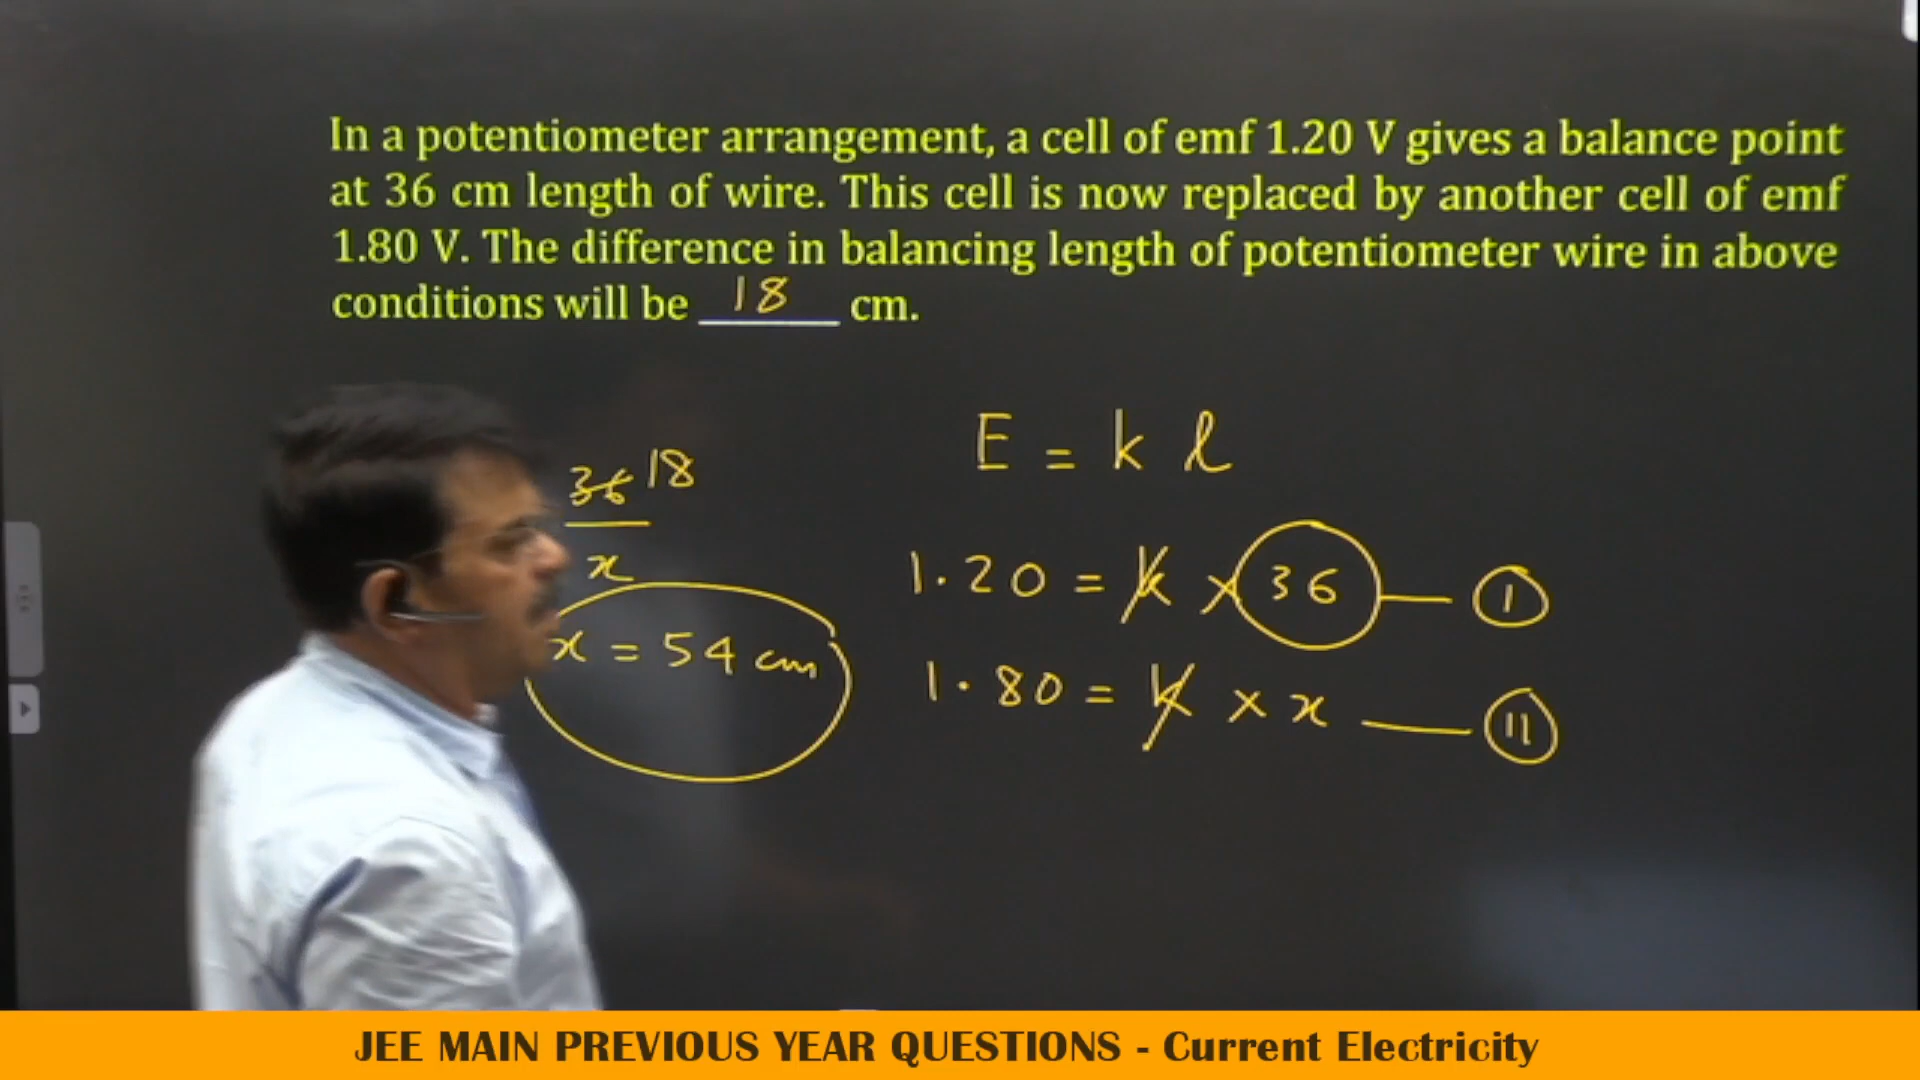 In a potentiometer arrangement, a cell of emf 1.20 V gives a balance point
at 36 cm length of wire. This cell is now replaced by another cell of emf
1.80 V. The difference in balancing length of potentiometer wire in above
conditions will be 18 cm.
E = k l
36 18
x
x = 54 cm
1.20 = k × 36 — I
1.80 = k × x — II
JEE MAIN PREVIOUS YEAR QUESTIONS - Current Electricity